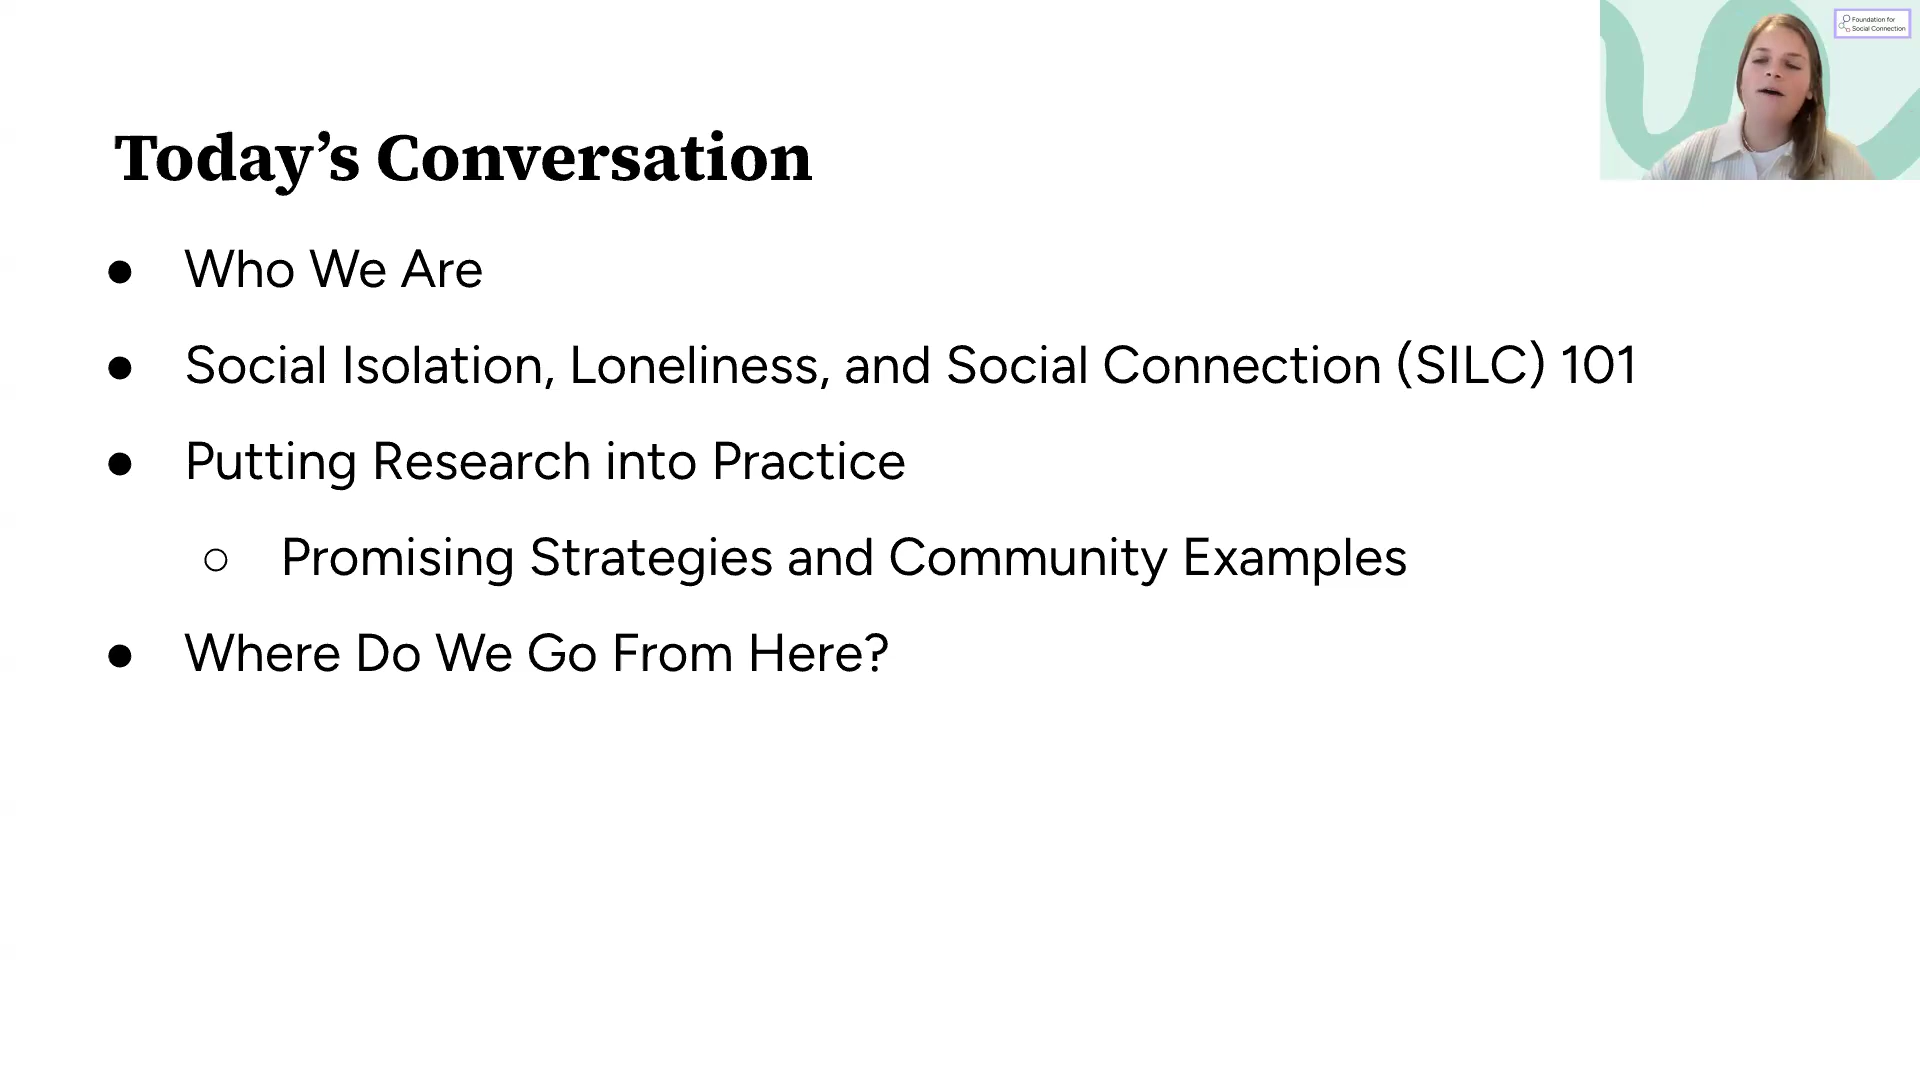 Foundation for
Social Connection
Today’s Conversation
● Who We Are
● Social Isolation, Loneliness, and Social Connection (SILC) 101
● Putting Research into Practice
○ Promising Strategies and Community Examples
● Where Do We Go From Here?